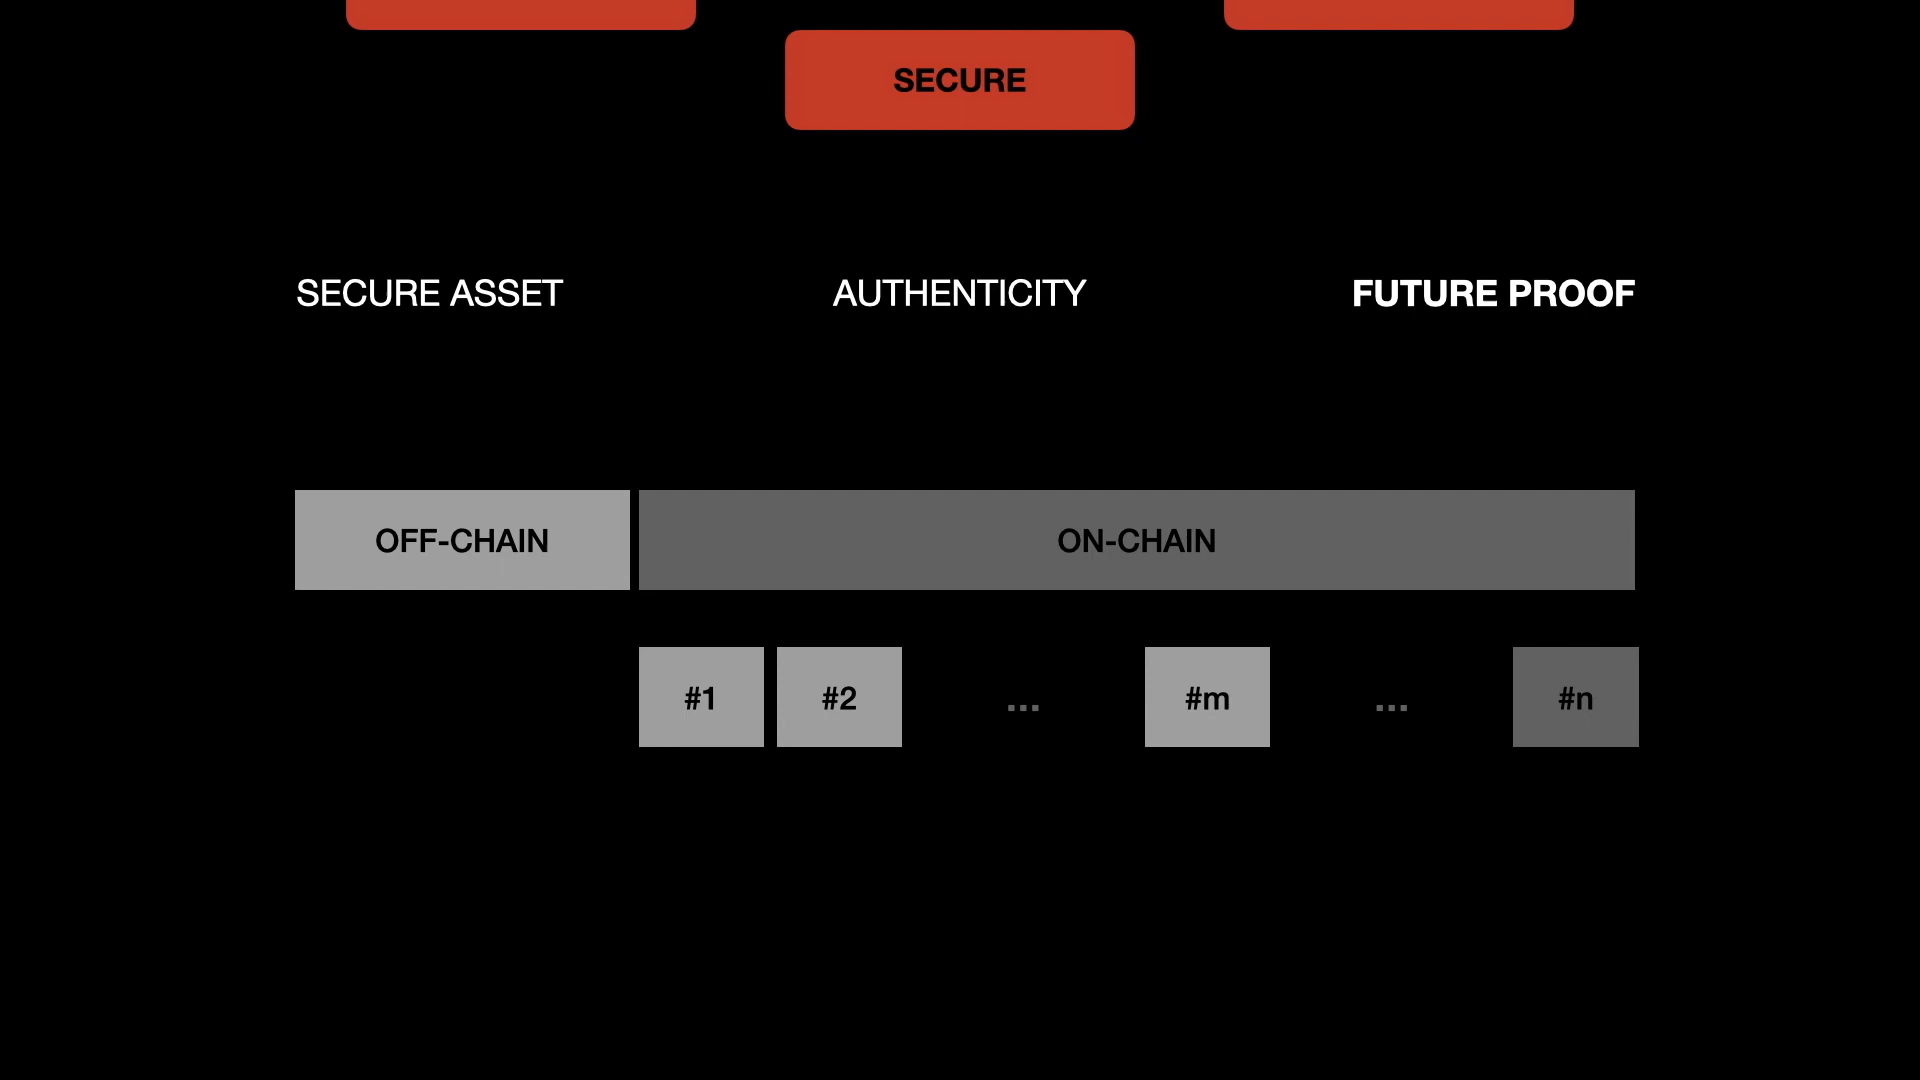 SECURE
SECURE ASSET AUTHENTICITY FUTURE PROOF
OFF-CHAIN ON-CHAIN
#1 #2 ... #m ... #n